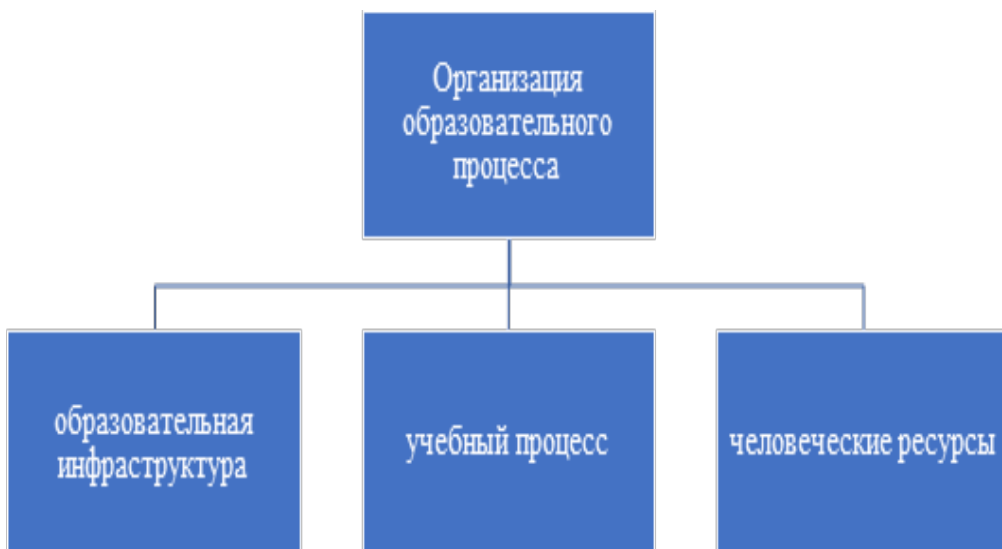 Организация
образовательного
процесса
образовательная
инфраструктура
учебный процесс
человеческие ресурсы